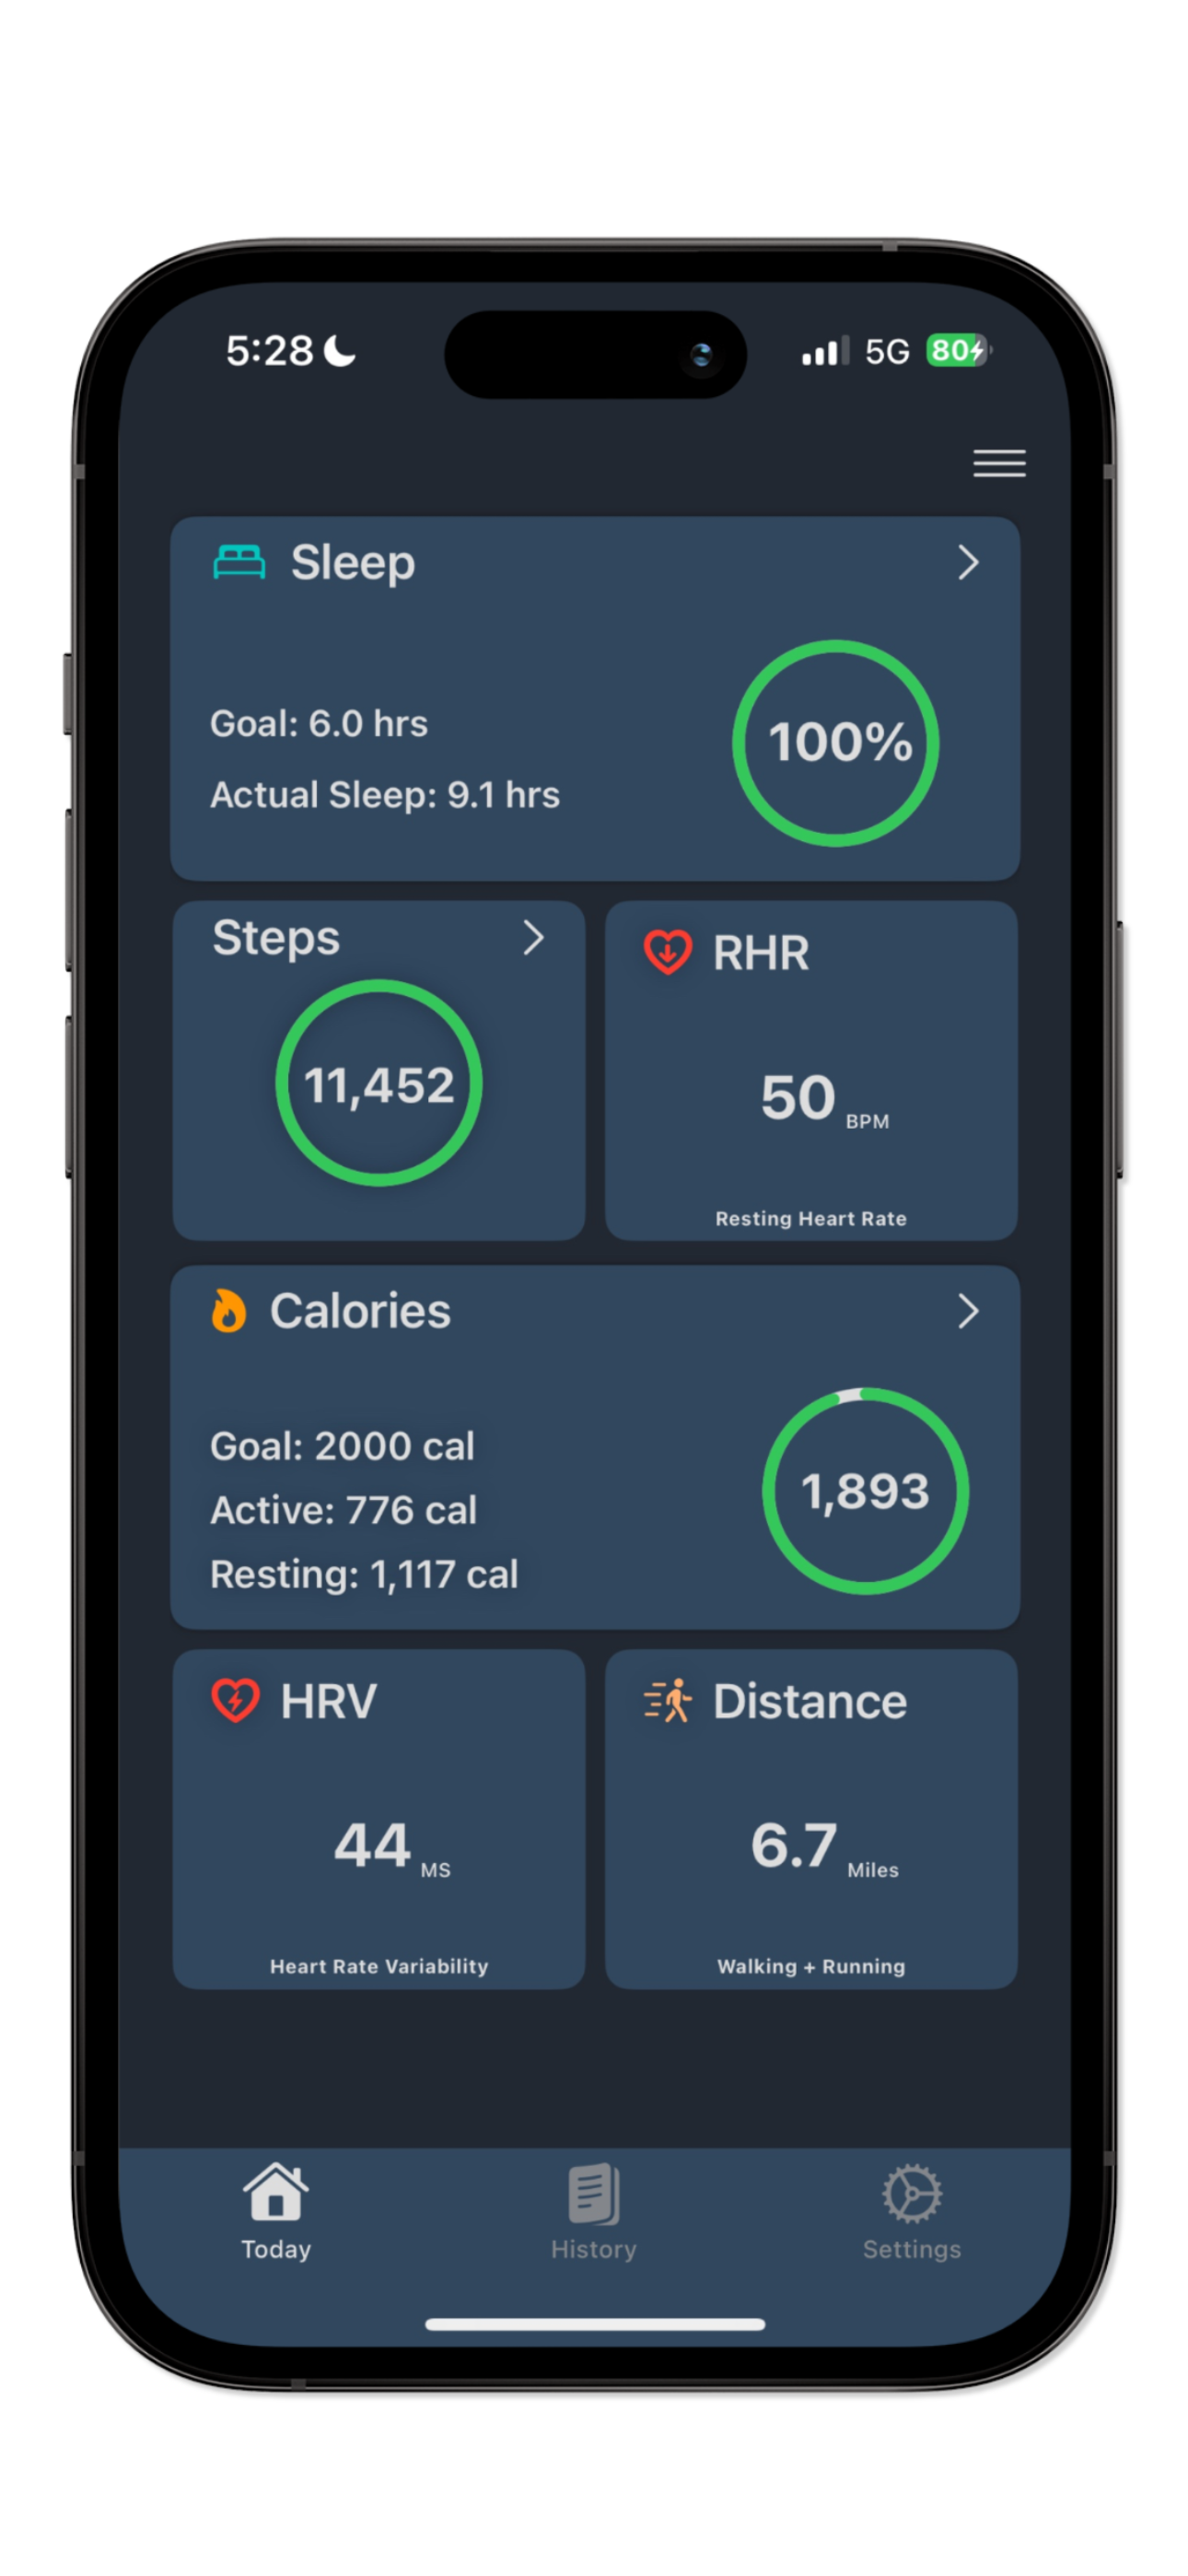 5:28
5G 80
Sleep
Goal: 6.0 hrs
Actual Sleep: 9.1 hrs
100%
Steps
11,452
RHR
50 BPM
Resting Heart Rate
Calories
Goal: 2000 cal
Active: 776 cal
Resting: 1,117 cal
1,893
HRV
44 MS
Heart Rate Variability
Distance
6.7 Miles
Walking + Running
Today
History
Settings